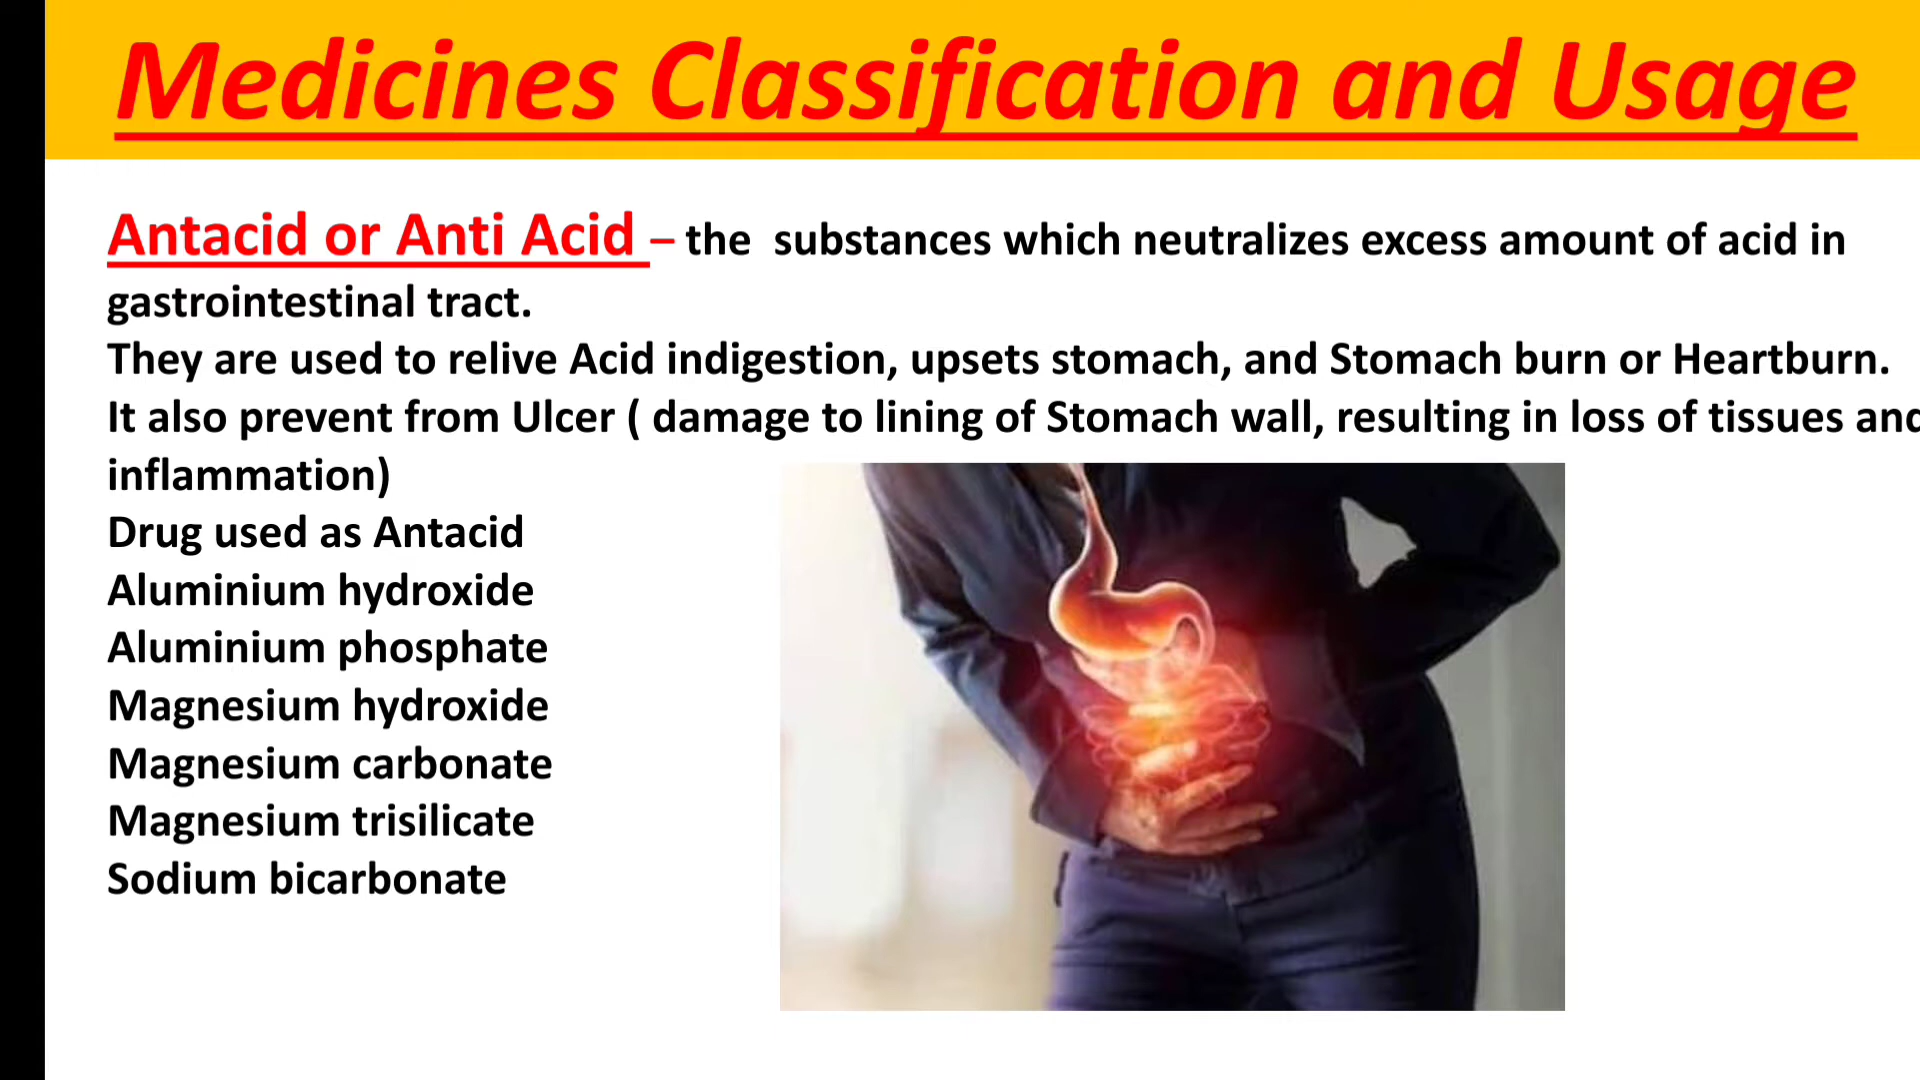 Medicines Classification and Usage
Antacid or Anti Acid – the substances which neutralizes excess amount of acid in
gastrointestinal tract.
They are used to relive Acid indigestion, upsets stomach, and Stomach burn or Heartburn.
It also prevent from Ulcer ( damage to lining of Stomach wall, resulting in loss of tissues and
inflammation)
Drug used as Antacid
Aluminium hydroxide
Aluminium phosphate
Magnesium hydroxide
Magnesium carbonate
Magnesium trisilicate
Sodium bicarbonate